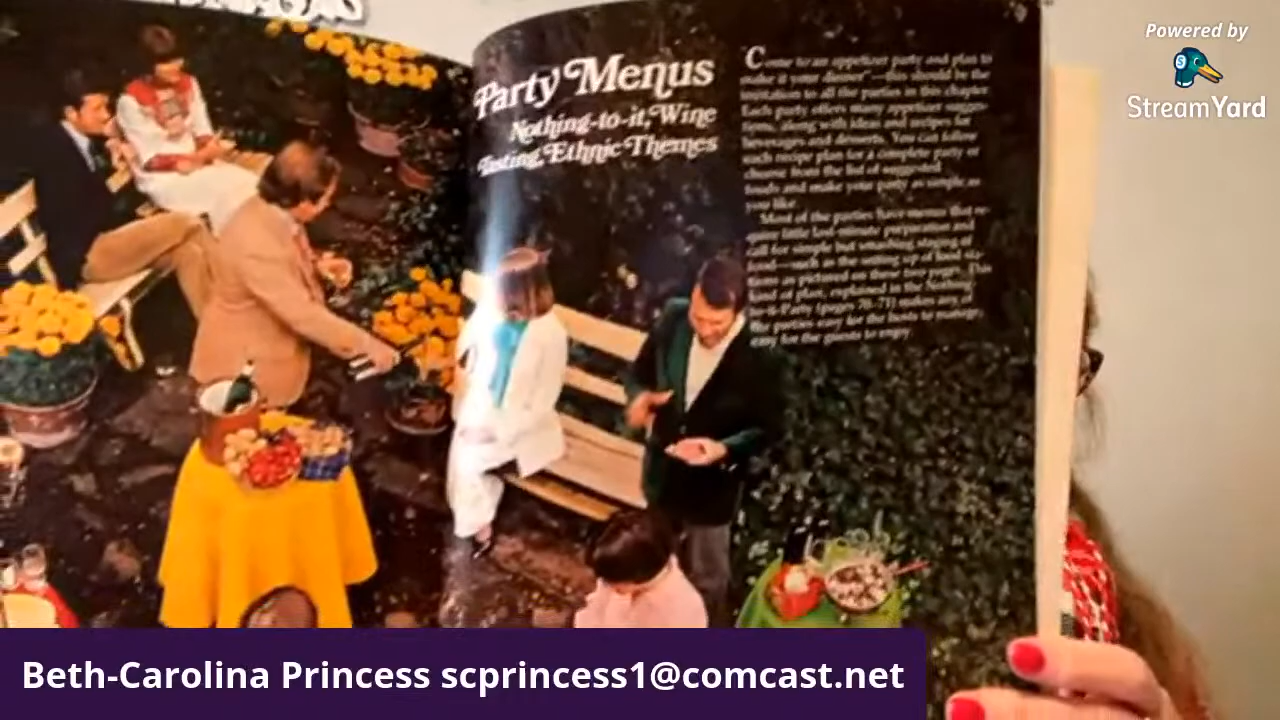 Powered by
StreamYard
Party Menus
Nothing-to-it, Wine
Tasting, Ethnic Themes
Come to an appetizer party and plan to
make it your dinner"—this should be the
invitation to all the parties in this chapter.
Each party offers many appetizer sugges-
tions, along with ideas and recipes for
beverages and desserts. You can follow
each recipe plan for a complete party or
choose from the list of suggested
foods and make your party as simple as
you like.
Most of the parties have menus that re-
quire little last-minute preparation and
call for simple but smashing staging of
food—such as the setting up of food sta-
tions as pictured on these two pages. This
kind of plan, explained in the Nothing-
to-it-Party (pages 70-71) makes any of
the parties easy for the hosts to manage,
easy for the guests to enjoy.
Beth-Carolina Princess scprincess1@comcast.net